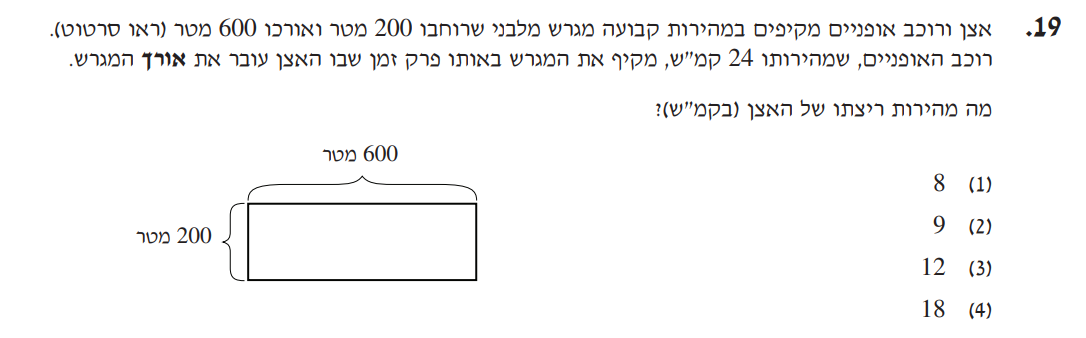 19. אצן ורוכב אופניים מקיפים במהירות קבועה מגרש מלבני שרוחבו 200 מטר ואורכו 600 מטר (ראו סרטוט).
רוכב האופניים, שמהירותו 24 קמ"ש, מקיף את המגרש באותו פרק זמן שבו האצן עובר את אורך המגרש.
מה מהירות ריצתו של האצן (בקמ"ש)?
600 מטר
200 מטר
(1) 8
(2) 9
(3) 12
(4) 18